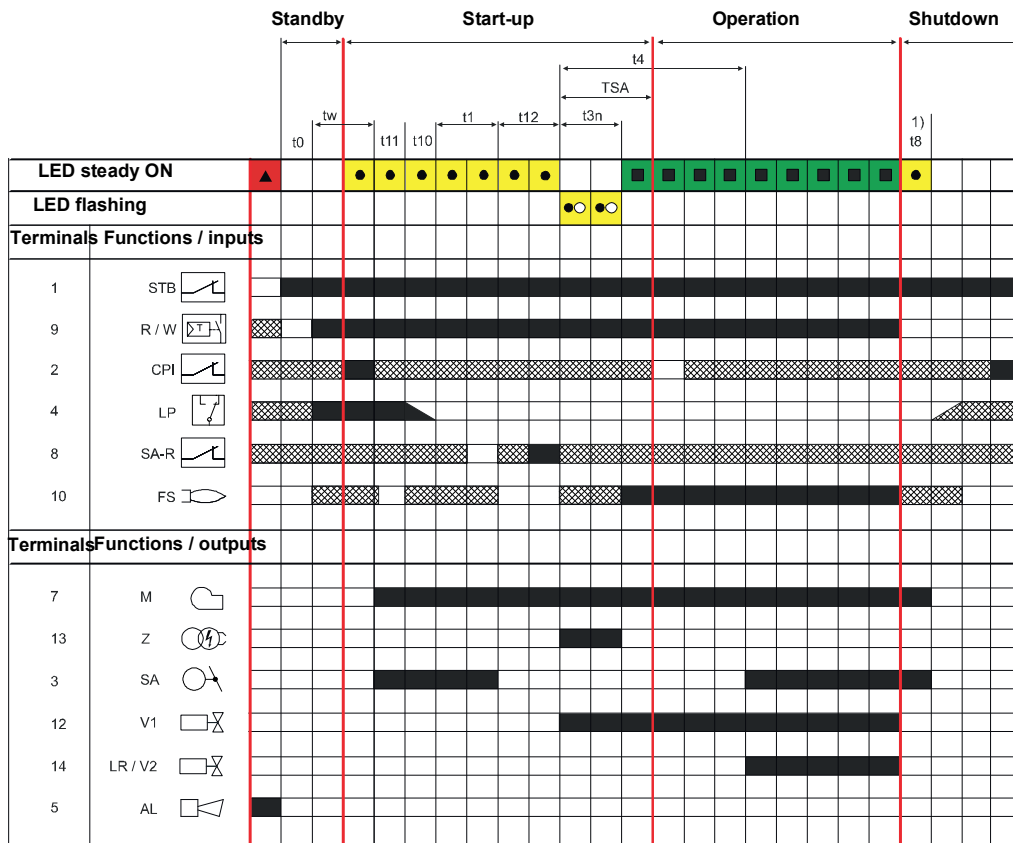 Standby Start-up Operation Shutdown
t4
TSA
tw t1 t12 t3n 1)
t0 t11 t10 t8
LED steady ON
LED flashing
Terminals Functions / inputs
1 STB
9 R / W T
2 CPI
4 LP
8 SA-R
10 FS
Terminals Functions / outputs
7 M
13 Z
3 SA
12 V1
14 LR / V2
5 AL